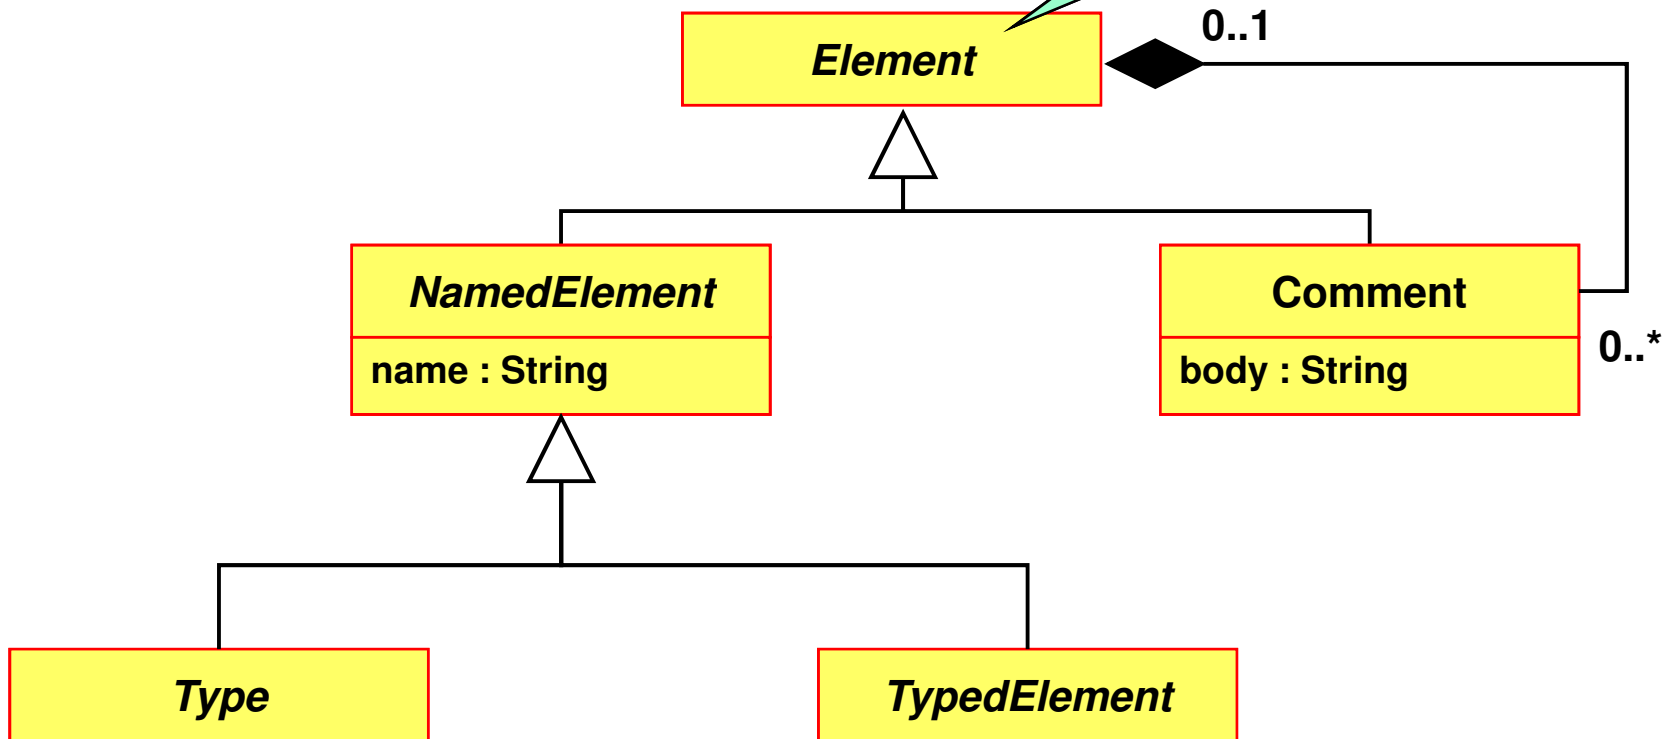 0..1
Element
NamedElement
Comment
name : String
body : String
0..*
Type
TypedElement